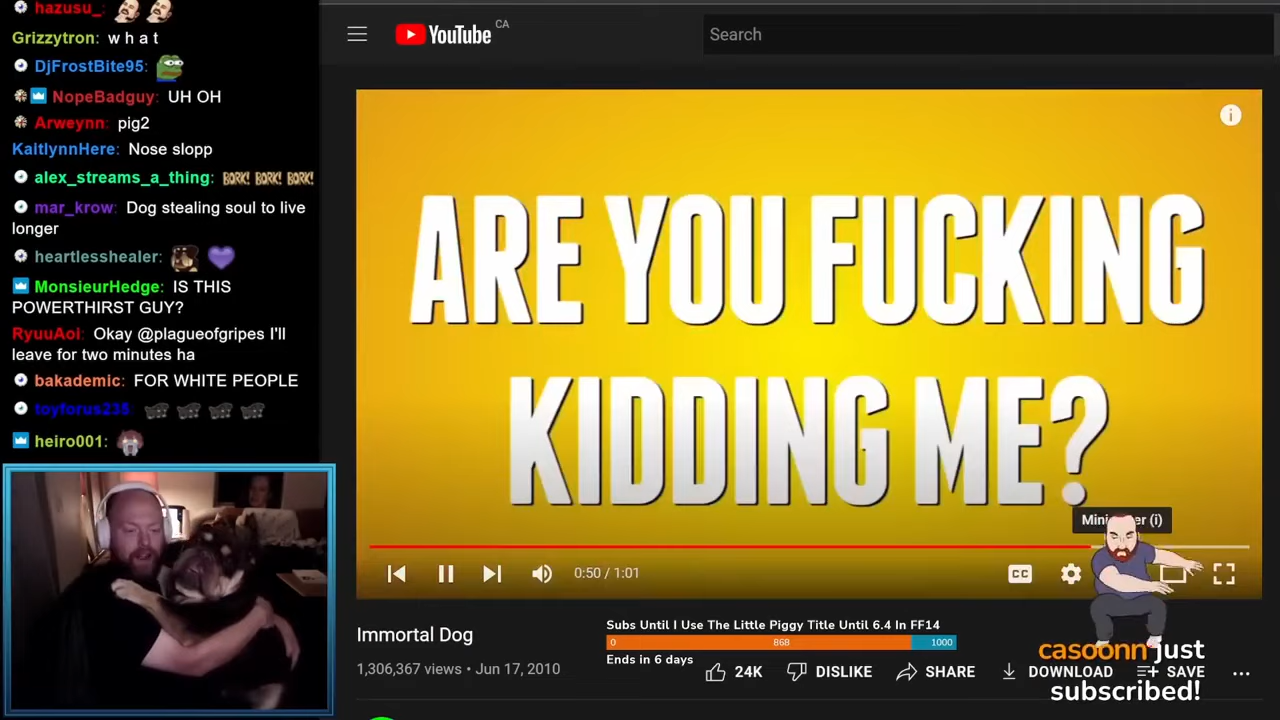 hazusu_:
Grizzytron: w h a t
DjFrostBite95:
NopeBadguy: UH OH
Arweynn: pig2
KaitlynnHere: Nose slopp
alex_streams_a_thing: BORK! BORK! BORK!
mar_krow: Dog stealing soul to live
longer
heartlesshealer:
MonsieurHedge: IS THIS
POWERTHIRST GUY?
RyuuAoi: Okay @plagueofgripes I'll
leave for two minutes ha
bakademic: FOR WHITE PEOPLE
toyforus235:
heiro001:
YouTube CA
Search
ARE YOU FUCKING
KIDDING ME?
(i)
0:50 / 1:01
CC
Immortal Dog
1,306,367 views • Jun 17, 2010
Subs Until I Use The Little Piggy Title Until 6.4 In FF14
0 868 1000
Ends in 6 days
24K DISLIKE SHARE DOWNLOAD SAVE
casoonn just
subscribed!